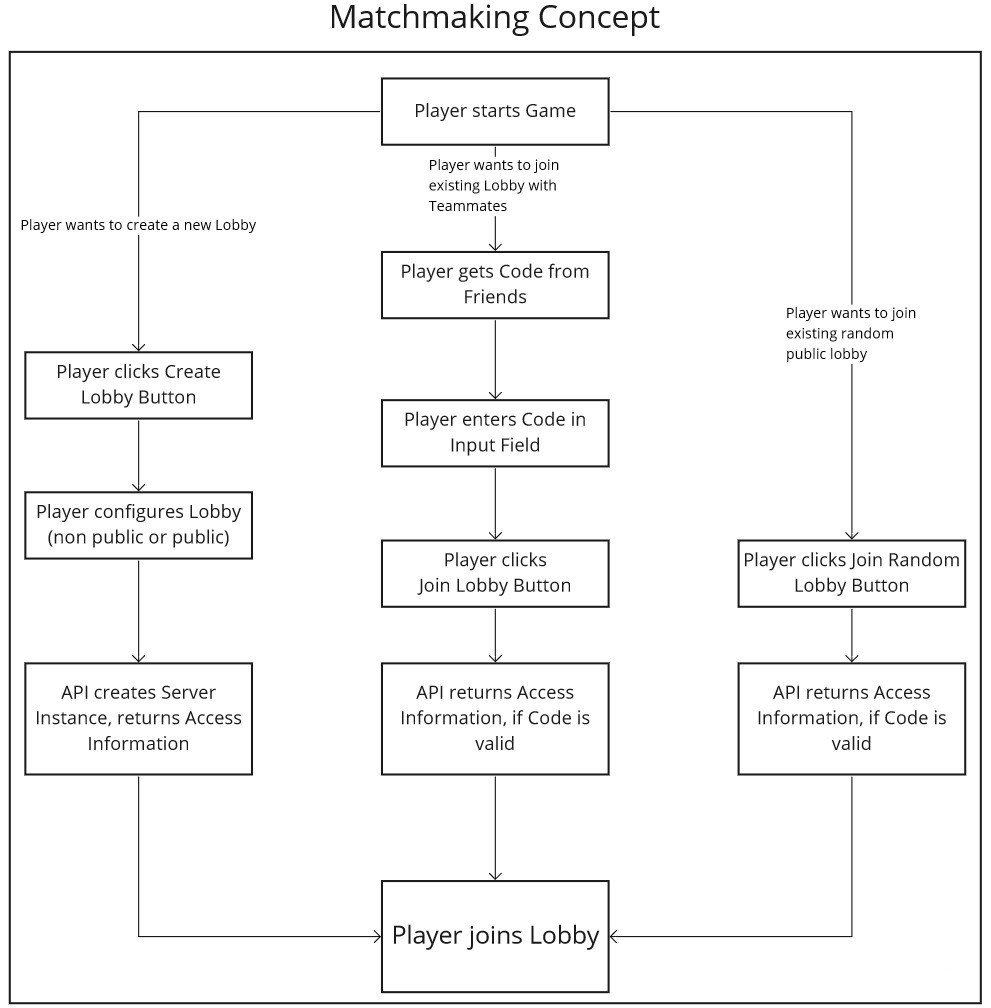 Matchmaking Concept
Player starts Game
Player wants to join
existing Lobby with
Teammates
Player wants to create a new Lobby
Player gets Code from
Friends
Player wants to join
existing random
public lobby
Player clicks Create
Lobby Button
Player enters Code in
Input Field
Player configures Lobby
(non public or public)
Player clicks
Join Lobby Button
Player clicks Join Random
Lobby Button
API creates Server
Instance, returns Access
Information
API returns Access
Information, if Code is
valid
API returns Access
Information, if Code is
valid
Player joins Lobby